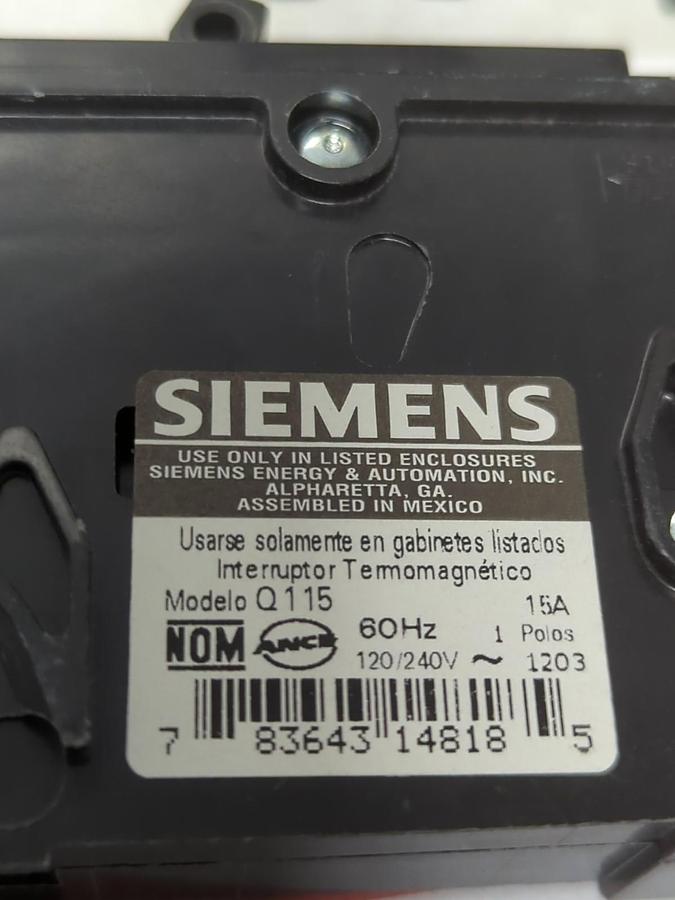 SIEMENS
USE ONLY IN LISTED ENCLOSURES
SIEMENS ENERGY & AUTOMATION, INC.
ALPHARETTA, GA.
ASSEMBLED IN MEXICO
Usarse solamente en gabinetes listados
Interruptor Termomagnético
Modelo Q115 15A
NOM ANCE 60Hz 1 Polos
120/240V ~ 1203
7 83643 14818 5